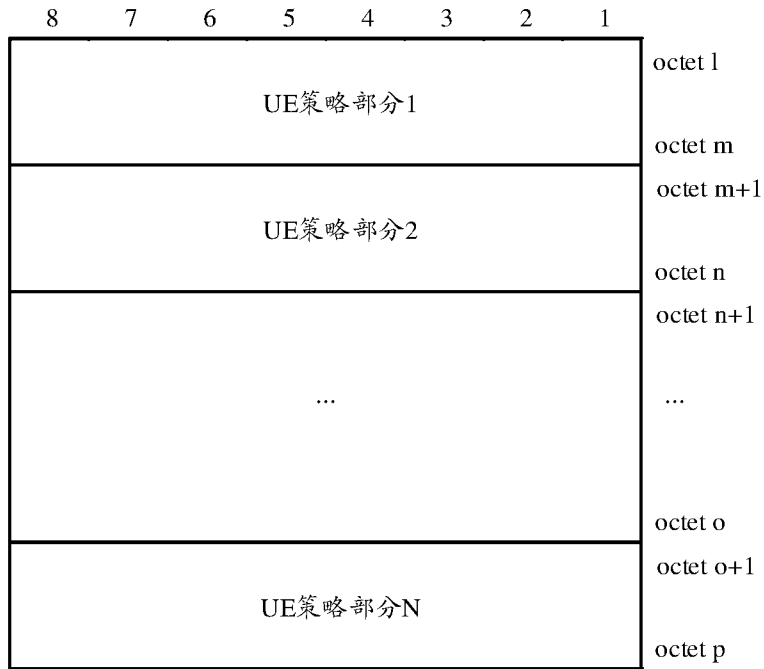 8 7 6 5 4 3 2 1
octet l
UE策略部分1
octet m
octet m+1
UE策略部分2
octet n
octet n+1
... ...
octet o
octet o+1
UE策略部分N
octet p